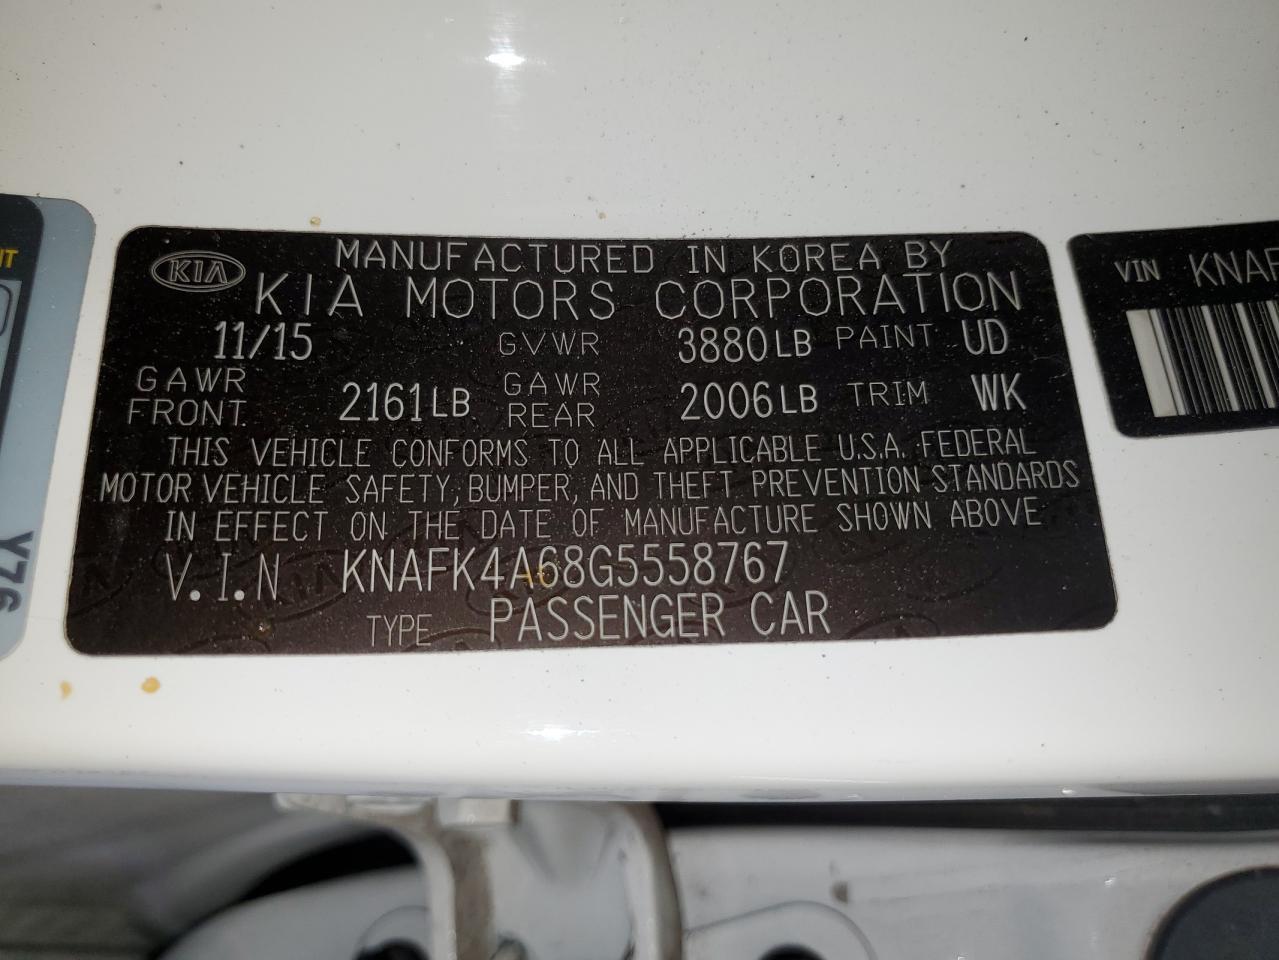 KIA
MANUFACTURED IN KOREA BY
KIA MOTORS CORPORATION
11/15 GVWR 3880LB PAINT UD
GAWR FRONT 2161LB GAWR REAR 2006LB TRIM WK
THIS VEHICLE CONFORMS TO ALL APPLICABLE U.S.A. FEDERAL
MOTOR VEHICLE SAFETY, BUMPER, AND THEFT PREVENTION STANDARDS
IN EFFECT ON THE DATE OF MANUFACTURE SHOWN ABOVE
V.I.N KNAFK4A68G5558767
TYPE PASSENGER CAR
VIN KNAF
IT
Y76